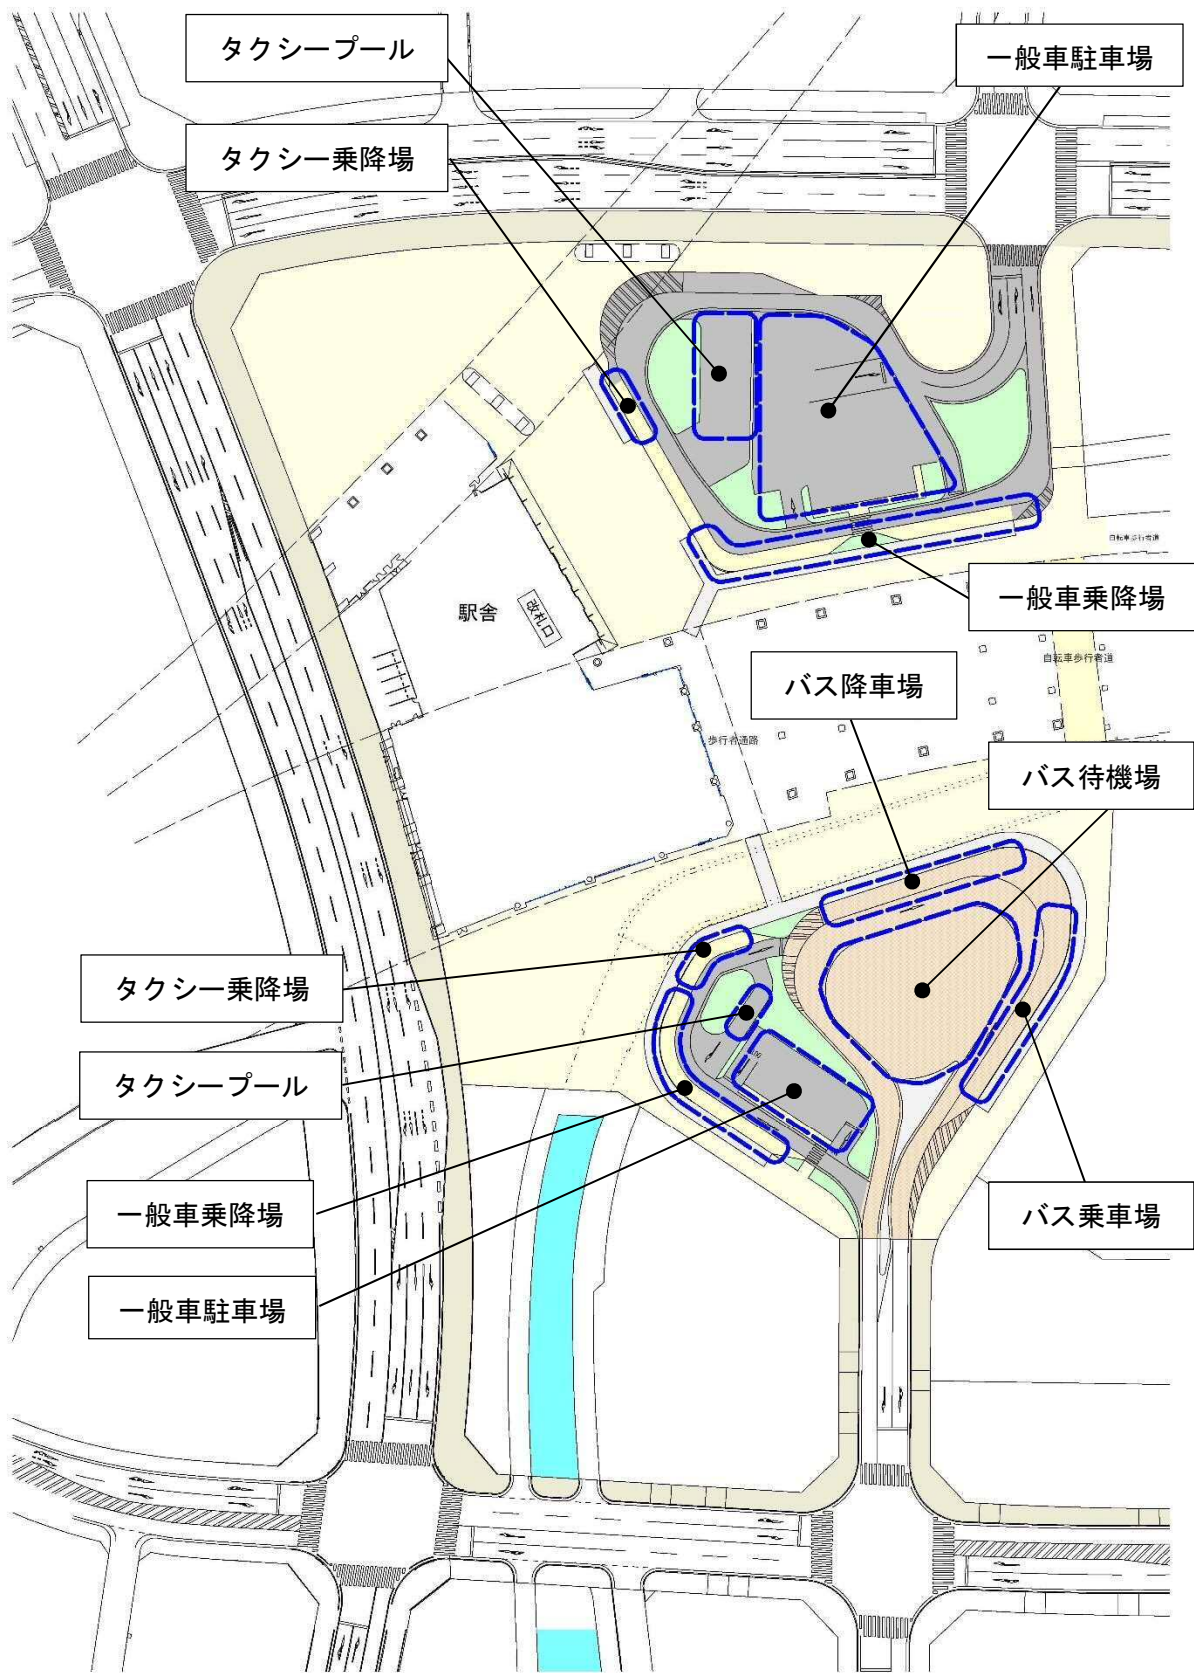 タクシープール
一般車駐車場
タクシー乗降場
自転車歩行者道
一般車乗降場
駅舎
改札口
自転車歩行者道
バス降車場
歩行者通路
バス待機場
タクシー乗降場
タクシープール
一般車乗降場
バス乗車場
一般車駐車場